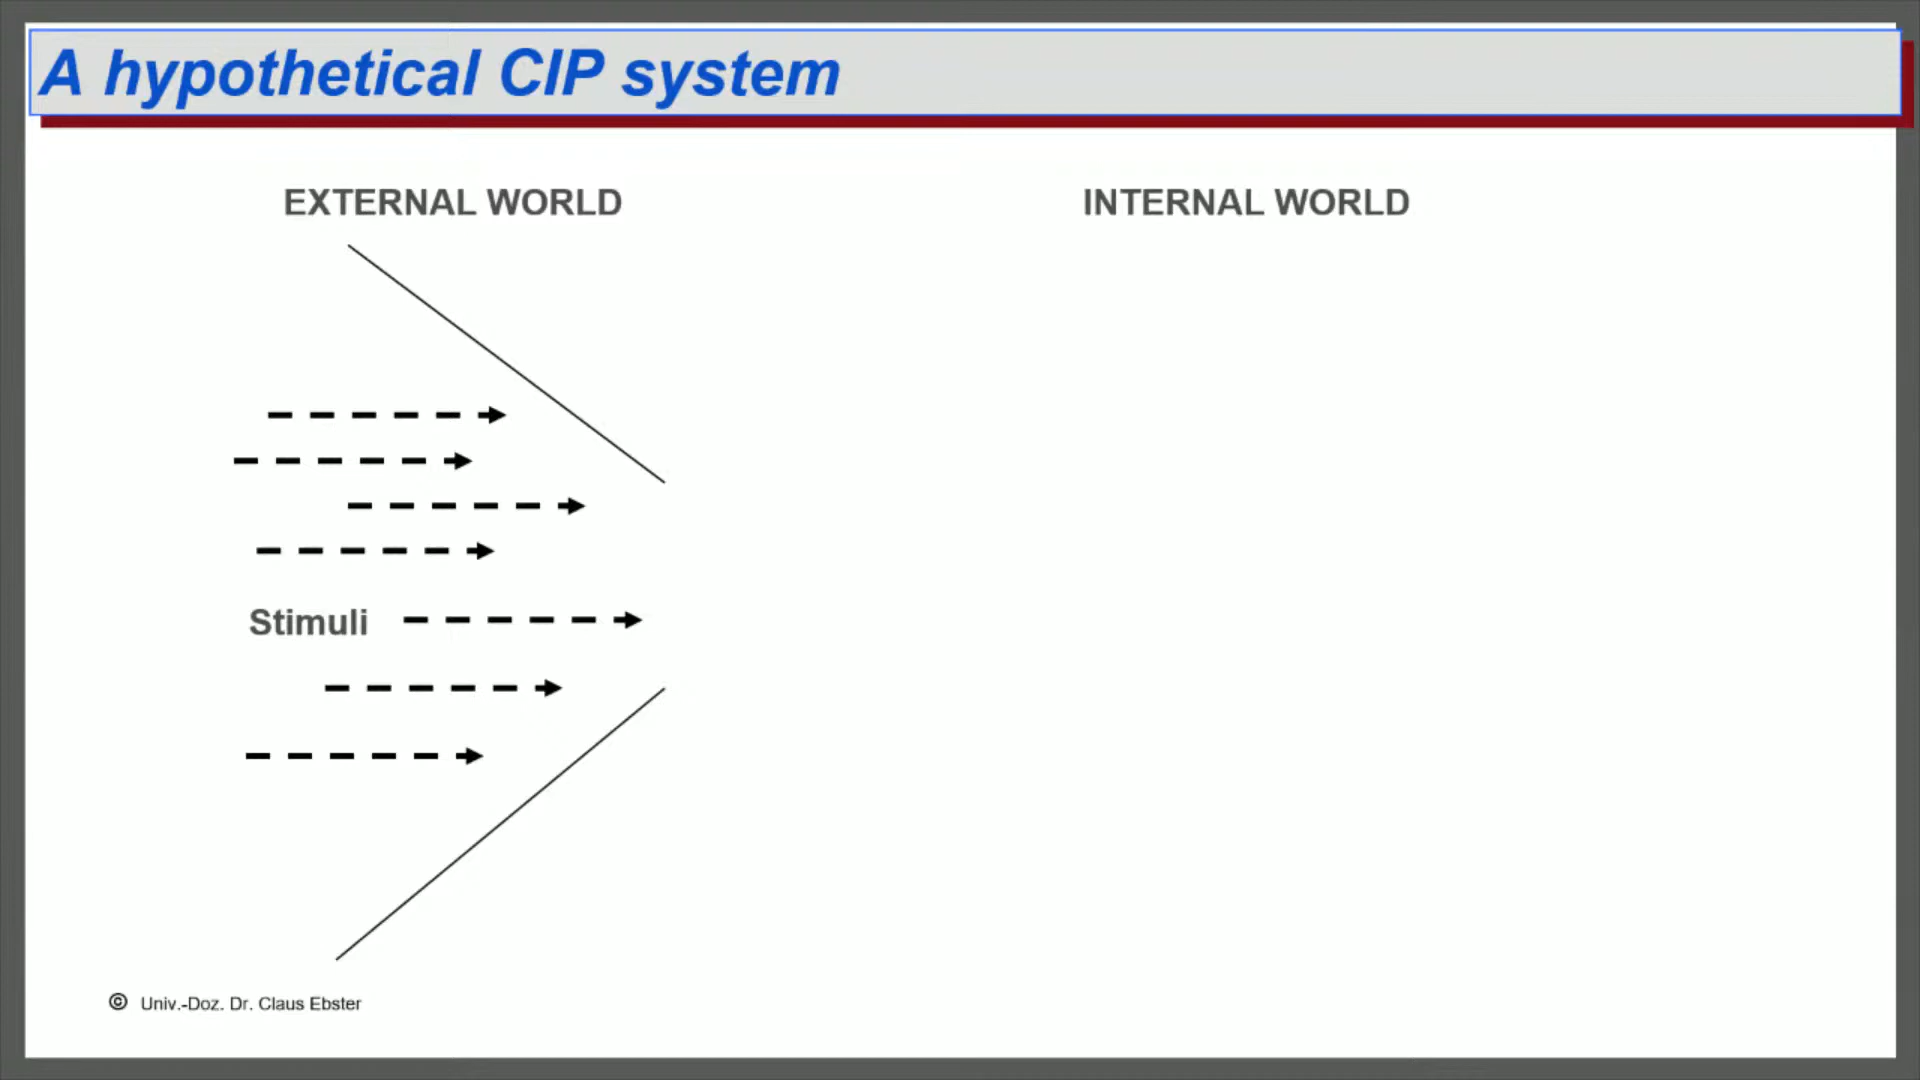 A hypothetical CIP system
EXTERNAL WORLD
INTERNAL WORLD
Stimuli
© Univ.-Doz. Dr. Claus Ebster